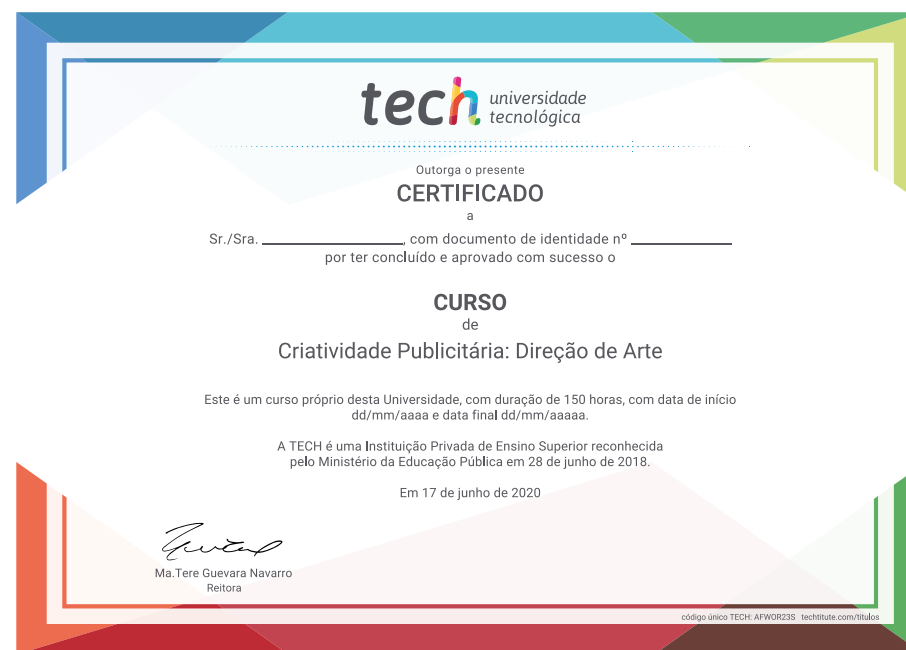 tech universidade
tecnológica
Outorga o presente
CERTIFICADO
a
Sr./Sra. ________________, com documento de identidade nº ____________
por ter concluído e aprovado com sucesso o
CURSO
de
Criatividade Publicitária: Direção de Arte
Este é um curso próprio desta Universidade, com duração de 150 horas, com data de início
dd/mm/aaaa e data final dd/mm/aaaaa.
A TECH é uma Instituição Privada de Ensino Superior reconhecida
pelo Ministério da Educação Pública em 28 de junho de 2018.
Em 17 de junho de 2020
Ma.Tere Guevara Navarro
Reitora
código único TECH: AFWOR23S techtitute.com/titulos